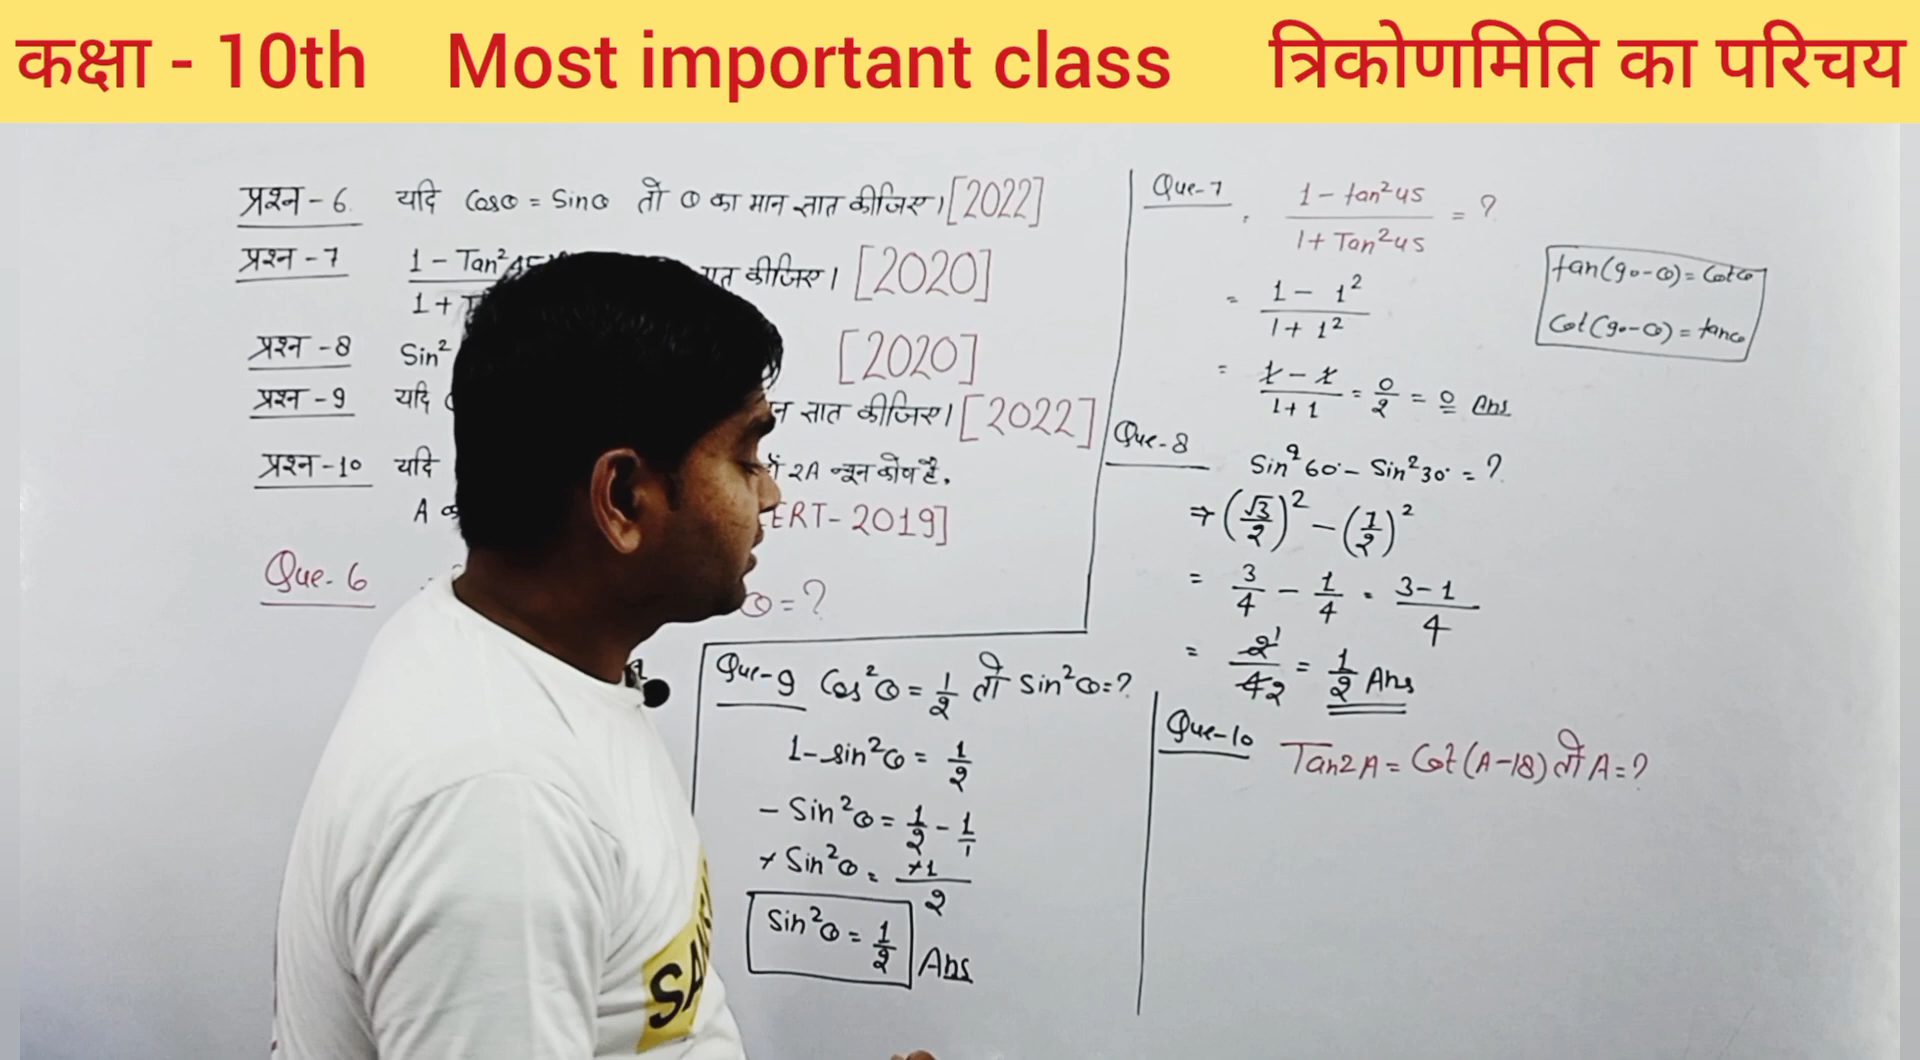 कक्षा - 10th Most important class त्रिकोणमिति का परिचय
प्रश्न - 6. यदि Cosθ = Sinθ तो θ का मान ज्ञात कीजिए। [2022]
प्रश्न - 7 1 - Tan²45 कीजिए। [2020]
1 +
प्रश्न - 8 Sin² [2020]
प्रश्न - 9 यदि ज्ञात कीजिए। [2022]
प्रश्न - 10 यदि 2A न्यून कोण है.
A ERT - 2019]
Que. 6 θ = ?
Que-9 Cos²θ = 1/2 तो Sin²θ = ?
1 - sin²θ = 1/2
- Sin²θ = 1/2 - 1/1
+ Sin²θ = +1/2
Sin²θ = 1/2 Ans
Que-7 1 - tan²45 / 1 + Tan²45 = ?
= 1 - 1² / 1 + 1²
= 1 - 1 / 1 + 1 = 0/2 = 0 Ans
tan(90-θ) = Cotθ
Cot(90-θ) = tanθ
Que-8 Sin²60° - Sin²30° = ?
⇒ (√3/2)² - (1/2)²
= 3/4 - 1/4 = 3-1/4
= 2/4 = 1/2 Ans
Que-10 Tan2A = Cot(A-18) तो A = ?
SA